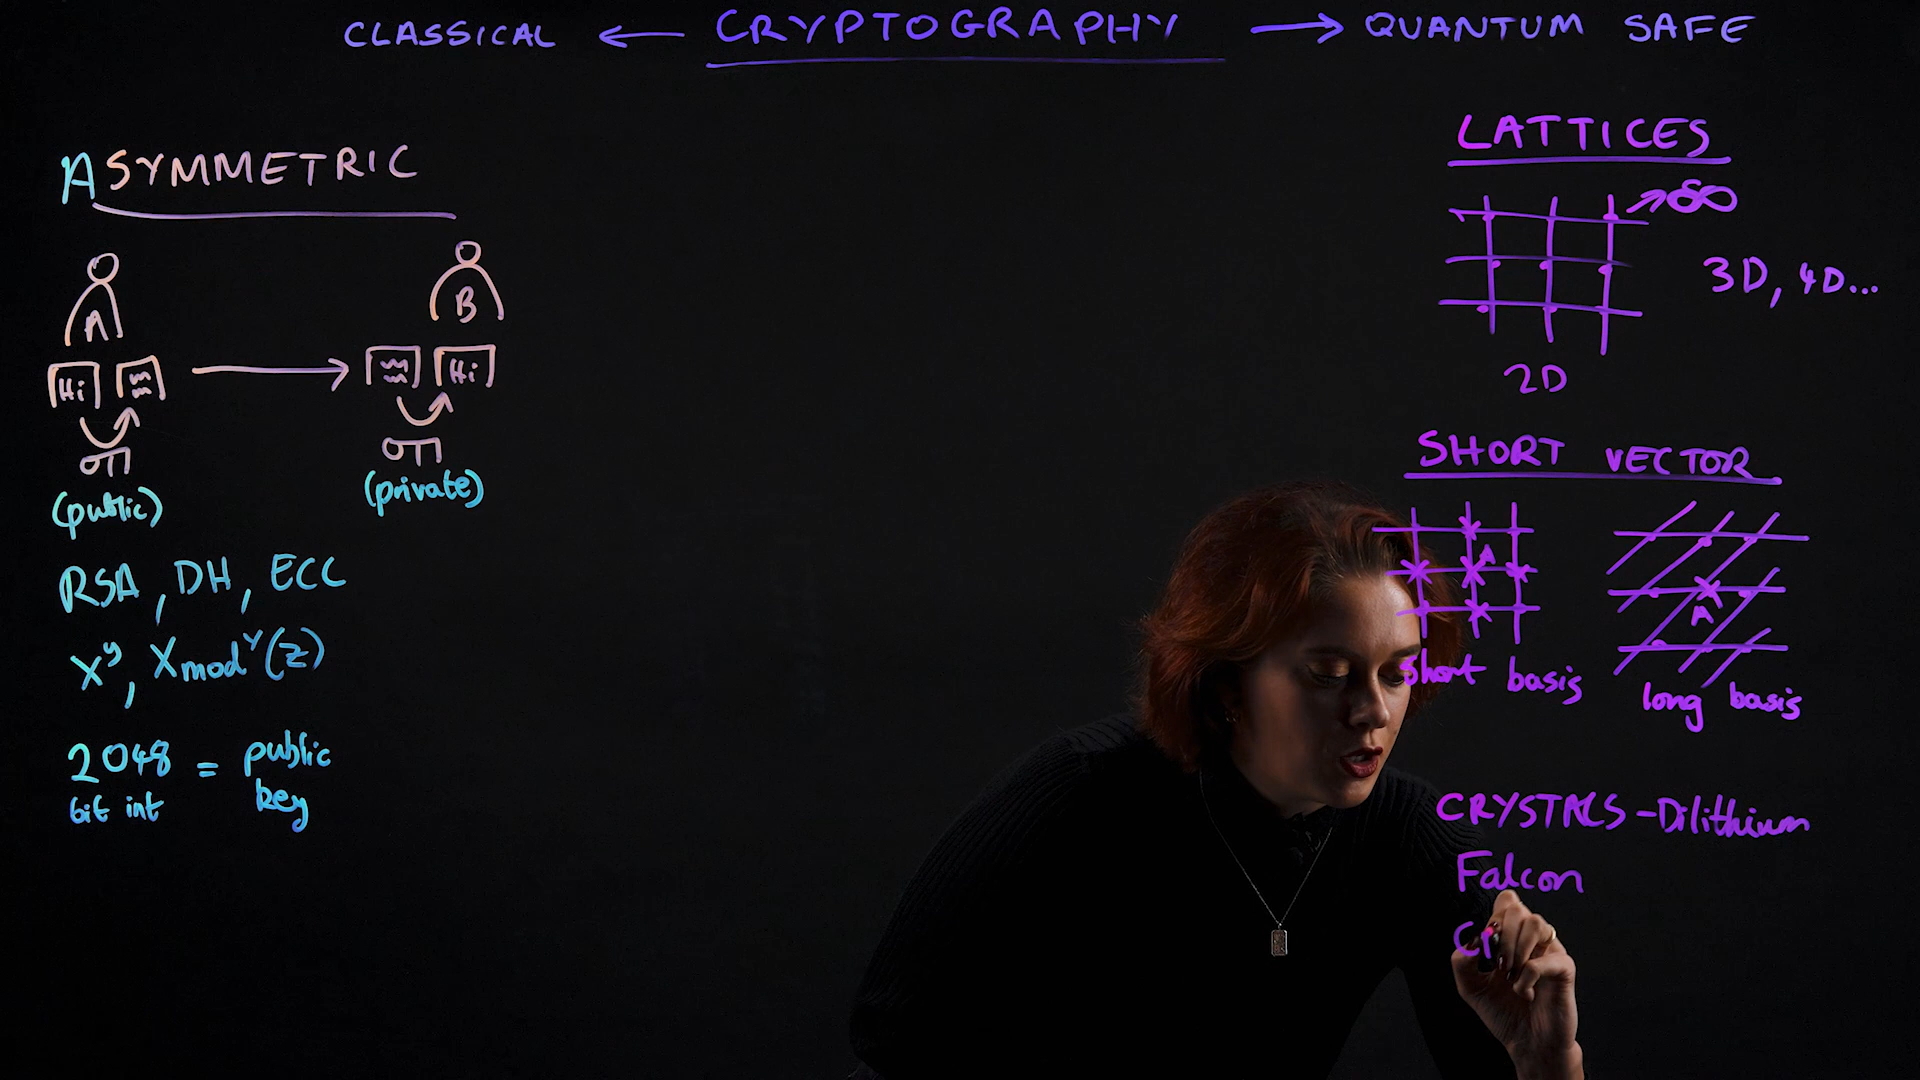 CLASSICAL ← CRYPTOGRAPHY → QUANTUM SAFE
ASYMMETRIC
A
B
Hi
Hi
(public)
(private)
RSA, DH, ECC
X^y, X mod^y (z)
2048 = public
bit int key
LATTICES
∞
3D, 4D...
2D
SHORT VECTOR
A
A
short basis
long basis
CRYSTALS-Dilithium
Falcon
Cr